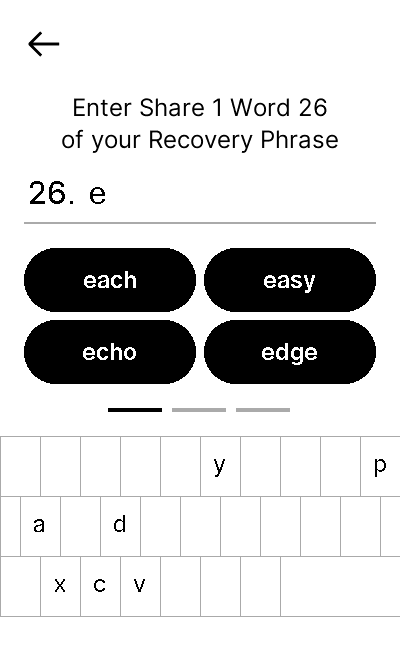 Enter Share 1 Word 26
of your Recovery Phrase
26. e
each easy
echo edge
y p
a d
x c v